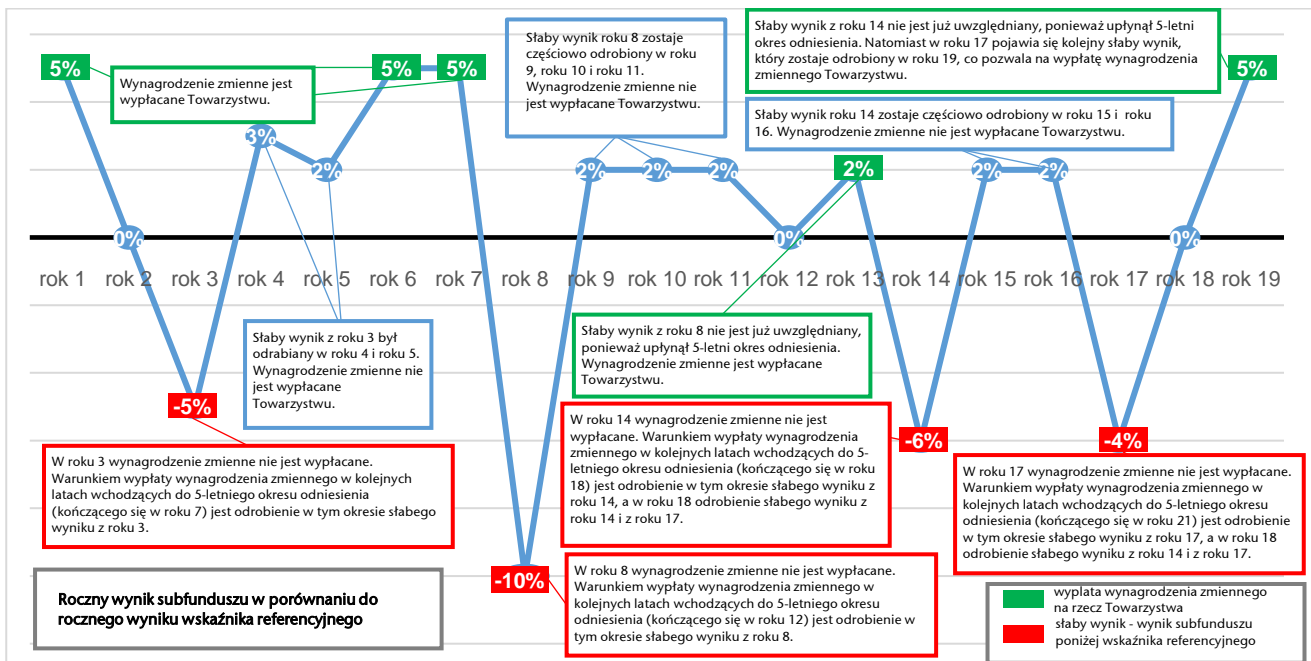 Słaby wynik roku 8 zostaje
częściowo odrobiony w roku
9, roku 10 i roku 11.
Wynagrodzenie zmienne nie
jest wypłacane Towarzystwu.
Słaby wynik z roku 14 nie jest już uwzględniany, ponieważ upłynął 5-letni
okres odniesienia. Natomiast w roku 17 pojawia się kolejny słaby wynik,
który zostaje odrobiony w roku 19, co pozwala na wypłatę wynagrodzenia
zmiennego Towarzystwu.
Wynagrodzenie zmienne jest
wypłacane Towarzystwu.
Słaby wynik roku 14 zostaje częściowo odrobiony w roku 15 i roku
16. Wynagrodzenie zmienne nie jest wypłacane Towarzystwu.
5%
0%
-5%
3%
2%
5%
5%
-10%
2%
2%
2%
0%
2%
-6%
2%
2%
-4%
0%
5%
rok 1 rok 2 rok 3 rok 4 rok 5 rok 6 rok 7 rok 8 rok 9 rok 10 rok 11 rok 12 rok 13 rok 14 rok 15 rok 16 rok 17 rok 18 rok 19
Słaby wynik z roku 3 był
odrabiany w roku 4 i roku 5.
Wynagrodzenie zmienne nie
jest wypłacane
Towarzystwu.
Słaby wynik z roku 8 nie jest już uwzględniany,
ponieważ upłynął 5-letni okres odniesienia.
Wynagrodzenie zmienne jest wypłacane
Towarzystwu.
W roku 3 wynagrodzenie zmienne nie jest wypłacane.
Warunkiem wypłaty wynagrodzenia zmiennego w kolejnych
latach wchodzących do 5-letniego okresu odniesienia
(kończącego się w roku 7) jest odrobienie w tym okresie słabego
wyniku z roku 3.
W roku 14 wynagrodzenie zmienne nie jest
wypłacane. Warunkiem wypłaty wynagrodzenia
zmiennego w kolejnych latach wchodzących do 5-
letniego okresu odniesienia (kończącego się w roku
18) jest odrobienie w tym okresie słabego wyniku z
roku 14, a w roku 18 odrobienie słabego wyniku z
roku 14 i z roku 17.
W roku 17 wynagrodzenie zmienne nie jest wypłacane.
Warunkiem wypłaty wynagrodzenia zmiennego w
kolejnych latach wchodzących do 5-letniego okresu
odniesienia (kończącego się w roku 21) jest odrobienie
w tym okresie słabego wyniku z roku 17, a w roku 18
odrobienie słabego wyniku z roku 14 i z roku 17.
W roku 8 wynagrodzenie zmienne nie jest wypłacane.
Warunkiem wypłaty wynagrodzenia zmiennego w
kolejnych latach wchodzących do 5-letniego okresu
odniesienia (kończącego się w roku 12) jest odrobienie w
tym okresie słabego wyniku z roku 8.
Roczny wynik subfunduszu w porównaniu do
rocznego wyniku wskaźnika referencyjnego
wypłata wynagrodzenia zmiennego
na rzecz Towarzystwa
słaby wynik - wynik subfunduszu
poniżej wskaźnika referencyjnego